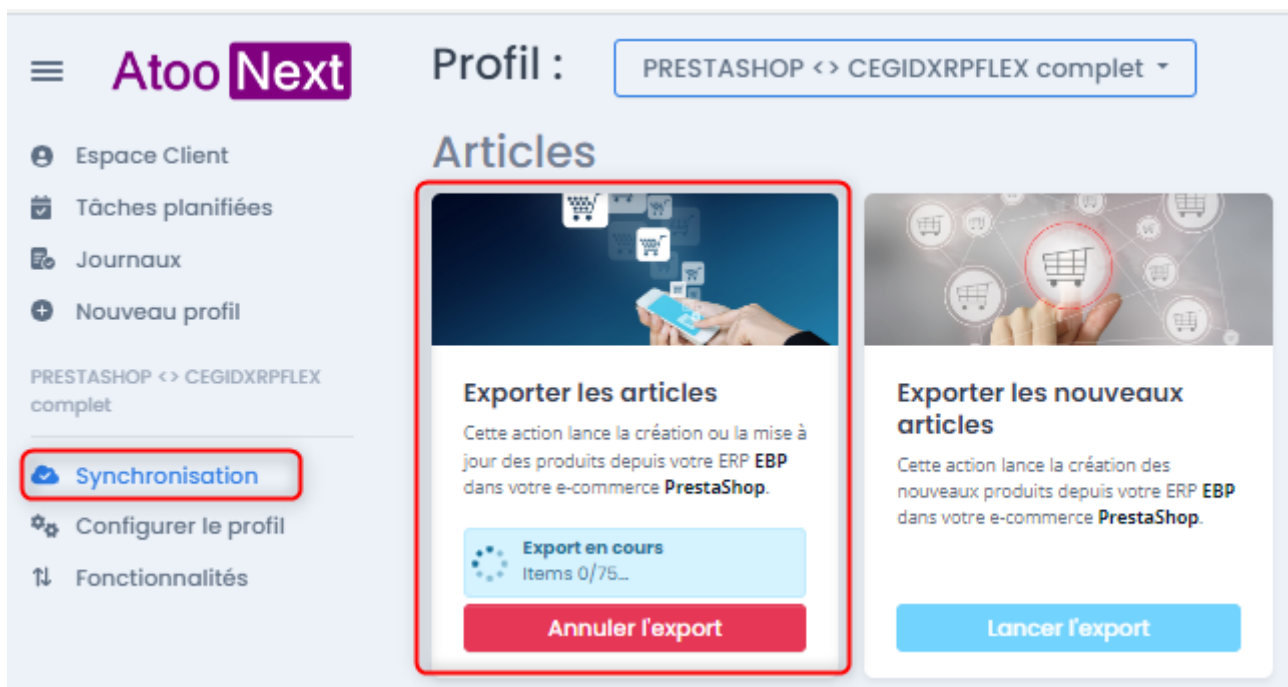 Atoo Next
Profil :
PRESTASHOP <> CEGIDXRPFLEX complet
Espace Client
Tâches planifiées
Journaux
Nouveau profil
PRESTASHOP <> CEGIDXRPFLEX
complet
Synchronisation
Configurer le profil
Fonctionnalités
Articles
Exporter les articles
Cette action lance la création ou la mise à
jour des produits depuis votre ERP EBP
dans votre e-commerce PrestaShop.
Export en cours
Items 0/75...
Annuler l'export
Exporter les nouveaux
articles
Cette action lance la création des
nouveaux produits depuis votre ERP EBP
dans votre e-commerce PrestaShop.
Lancer l'export